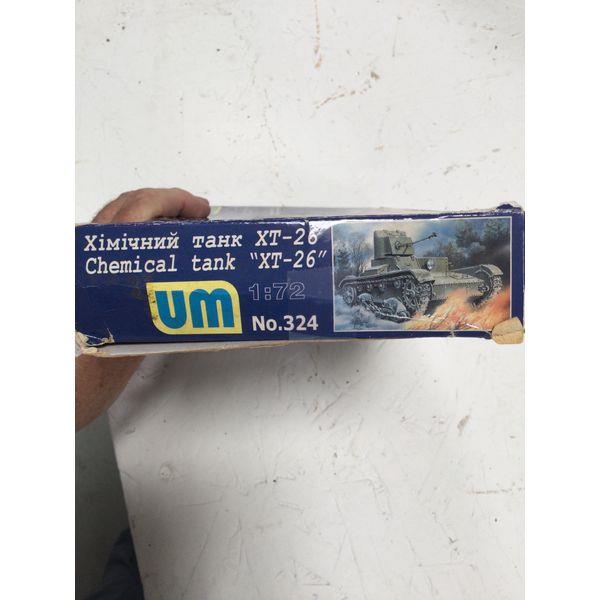 Хімічний танк ХТ-26
Chemical tank "XT-26"
um 1:72
No.324